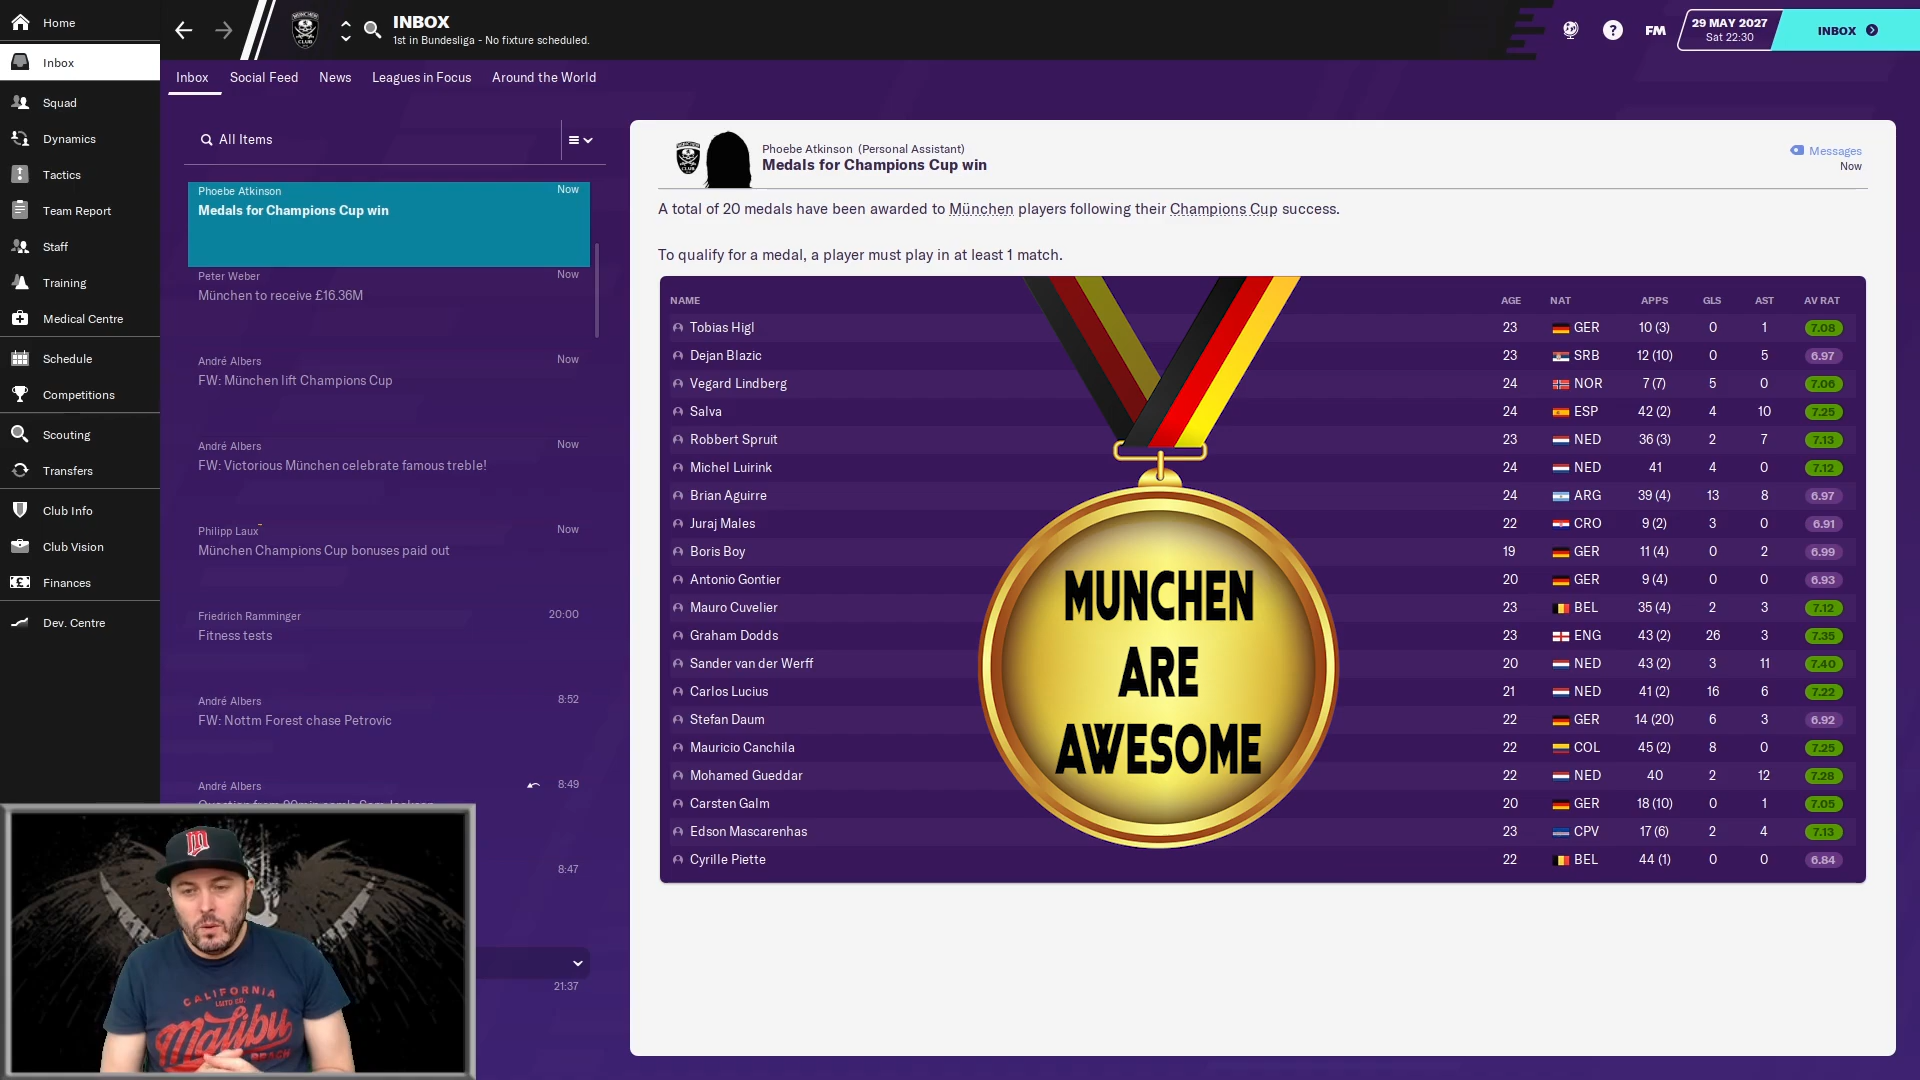 Home
Inbox
Squad
Dynamics
Tactics
Team Report
Staff
Training
Medical Centre
Schedule
Competitions
Scouting
Transfers
Club Info
Club Vision
Finances
Dev. Centre
INBOX
1st in Bundesliga - No fixture scheduled.
FM
29 MAY 2027
Sat 22:30
INBOX
Inbox Social Feed News Leagues in Focus Around the World
All Items
Phoebe Atkinson Now
Medals for Champions Cup win
Peter Weber Now
München to receive £16.36M
André Albers Now
FW: München lift Champions Cup
André Albers Now
FW: Victorious München celebrate famous treble!
Philipp Laux Now
München Champions Cup bonuses paid out
Friedrich Ramminger 20:00
Fitness tests
André Albers 8:52
FW: Nottm Forest chase Petrovic
André Albers 8:49
8:47
21:37
Phoebe Atkinson (Personal Assistant)
Medals for Champions Cup win
Messages
Now
A total of 20 medals have been awarded to München players following their Champions Cup success.
To qualify for a medal, a player must play in at least 1 match.
NAME AGE NAT APPS GLS AST AV RAT
Tobias Higl 23 GER 10 (3) 0 1 7.08
Dejan Blazic 23 SRB 12 (10) 0 5 6.97
Vegard Lindberg 24 NOR 7 (7) 5 0 7.06
Salva 24 ESP 42 (2) 4 10 7.25
Robbert Spruit 23 NED 36 (3) 2 7 7.13
Michel Luirink 24 NED 41 4 0 7.12
Brian Aguirre 24 ARG 39 (4) 13 8 6.97
Juraj Males 22 CRO 9 (2) 3 0 6.91
Boris Boy 19 GER 11 (4) 0 2 6.99
Antonio Gontier 20 GER 9 (4) 0 0 6.93
Mauro Cuvelier 23 BEL 35 (4) 2 3 7.12
Graham Dodds 23 ENG 43 (2) 26 3 7.35
Sander van der Werff 20 NED 43 (2) 3 11 7.40
Carlos Lucius 21 NED 41 (2) 16 6 7.22
Stefan Daum 22 GER 14 (20) 6 3 6.92
Mauricio Canchila 22 COL 45 (2) 8 0 7.25
Mohamed Gueddar 22 NED 40 2 12 7.28
Carsten Galm 20 GER 18 (10) 0 1 7.05
Edson Mascarenhas 23 CPV 17 (6) 2 4 7.13
Cyrille Piette 22 BEL 44 (1) 0 0 6.84
MUNCHEN
ARE
AWESOME
CALIFORNIA
Malibu
BEACH